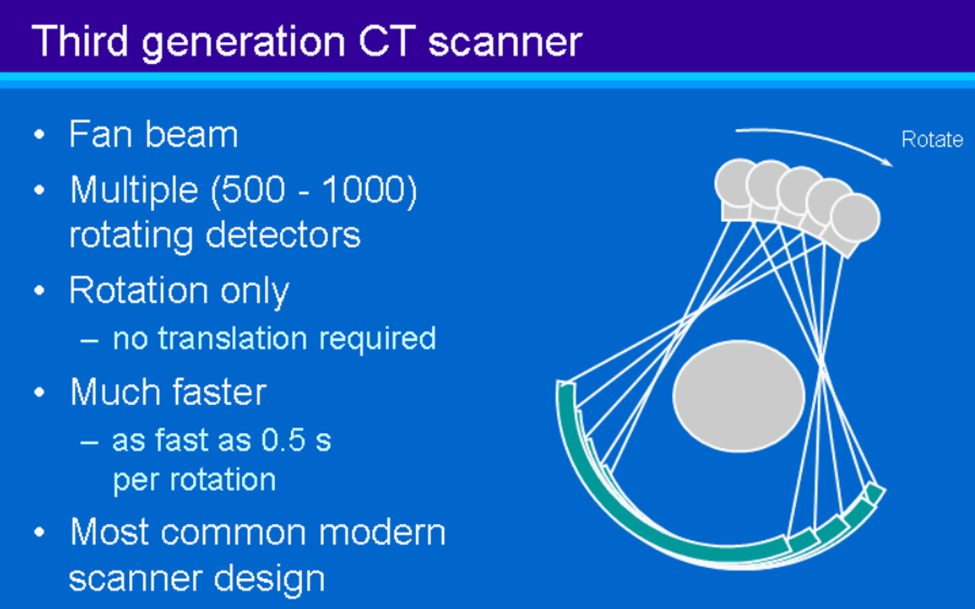 Third generation CT scanner
• Fan beam
• Multiple (500 - 1000)
rotating detectors
• Rotation only
– no translation required
• Much faster
– as fast as 0.5 s
per rotation
• Most common modern
scanner design
Rotate